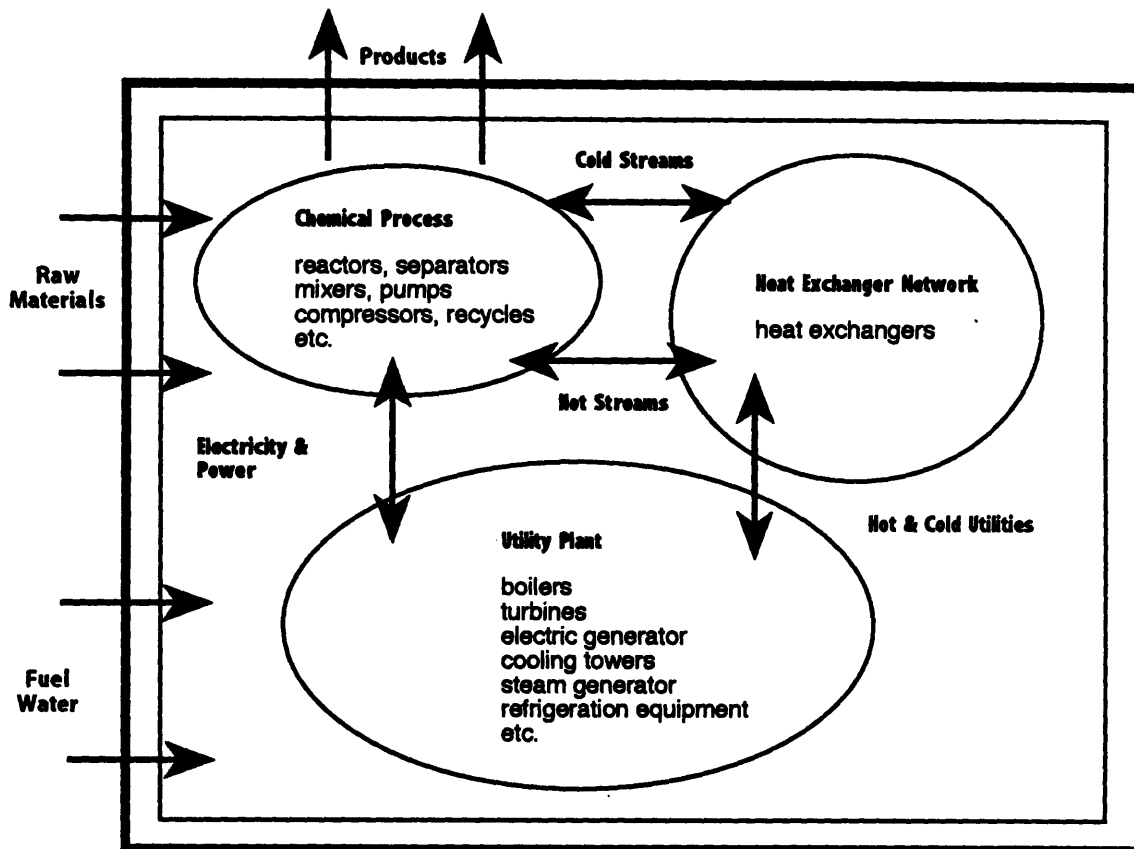 Products
Cold Streams
Chemical Process
reactors, separators
mixers, pumps
compressors, recycles
etc.
Heat Exchanger Network
heat exchangers
Raw
Materials
Hot Streams
Electricity &
Power
Hot & Cold Utilities
Utility Plant
boilers
turbines
electric generator
cooling towers
steam generator
refrigeration equipment
etc.
Fuel
Water